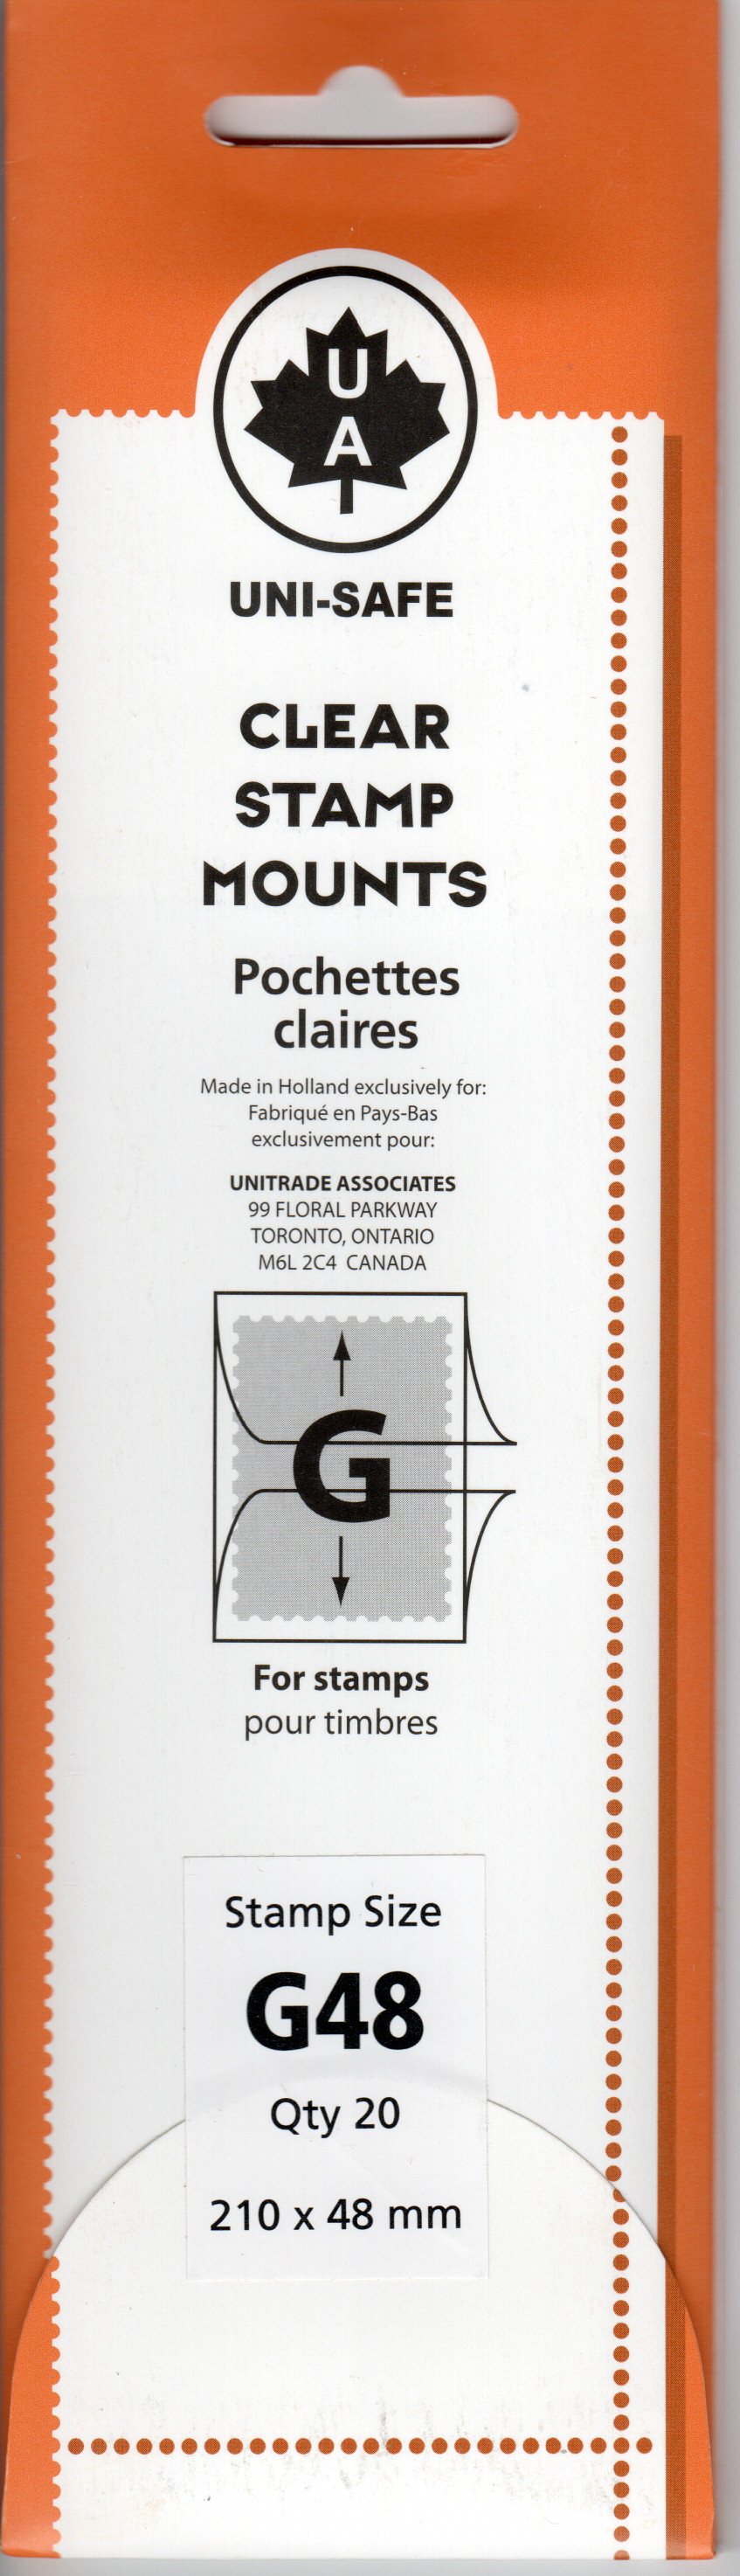 U
A
UNI-SAFE
CLEAR
STAMP
MOUNTS
Pochettes
claires
Made in Holland exclusively for:
Fabriqué en Pays-Bas
exclusivement pour:
UNITRADE ASSOCIATES
99 FLORAL PARKWAY
TORONTO, ONTARIO
M6L 2C4 CANADA
G
For stamps
pour timbres
Stamp Size
G48
Qty 20
210 x 48 mm